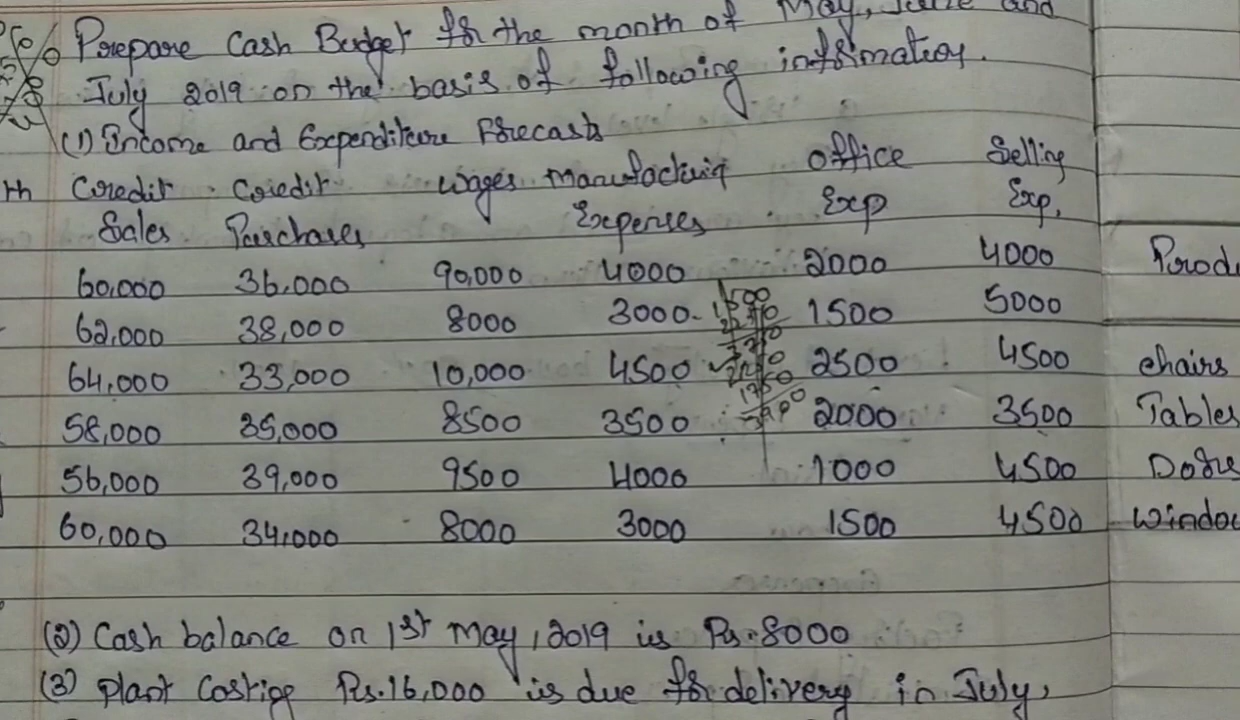 Prepare Cash Budget for the month of May, June and
July 2019 on the basis of following information.
(1) Income and Expenditure Forecasts
th Credit Credit Wages Manufacturing Office Selling
Sales Purchases Expenses Exp Exp.
60,000 36,000 90,000 4000 2000 4000 Prod
62,000 38,000 8000 3000 1500 5000
64,000 33,000 10,000 4500 2500 4500 chairs
58,000 35,000 8500 3500 2000 3500 Tables
56,000 39,000 9500 4000 1000 4500 Doors
60,000 34,000 8000 3000 1500 4500 window
(2) Cash balance on 1st May, 2019 is Rs. 8000
(3) Plant Costing Rs. 16,000 is due for delivery in July,